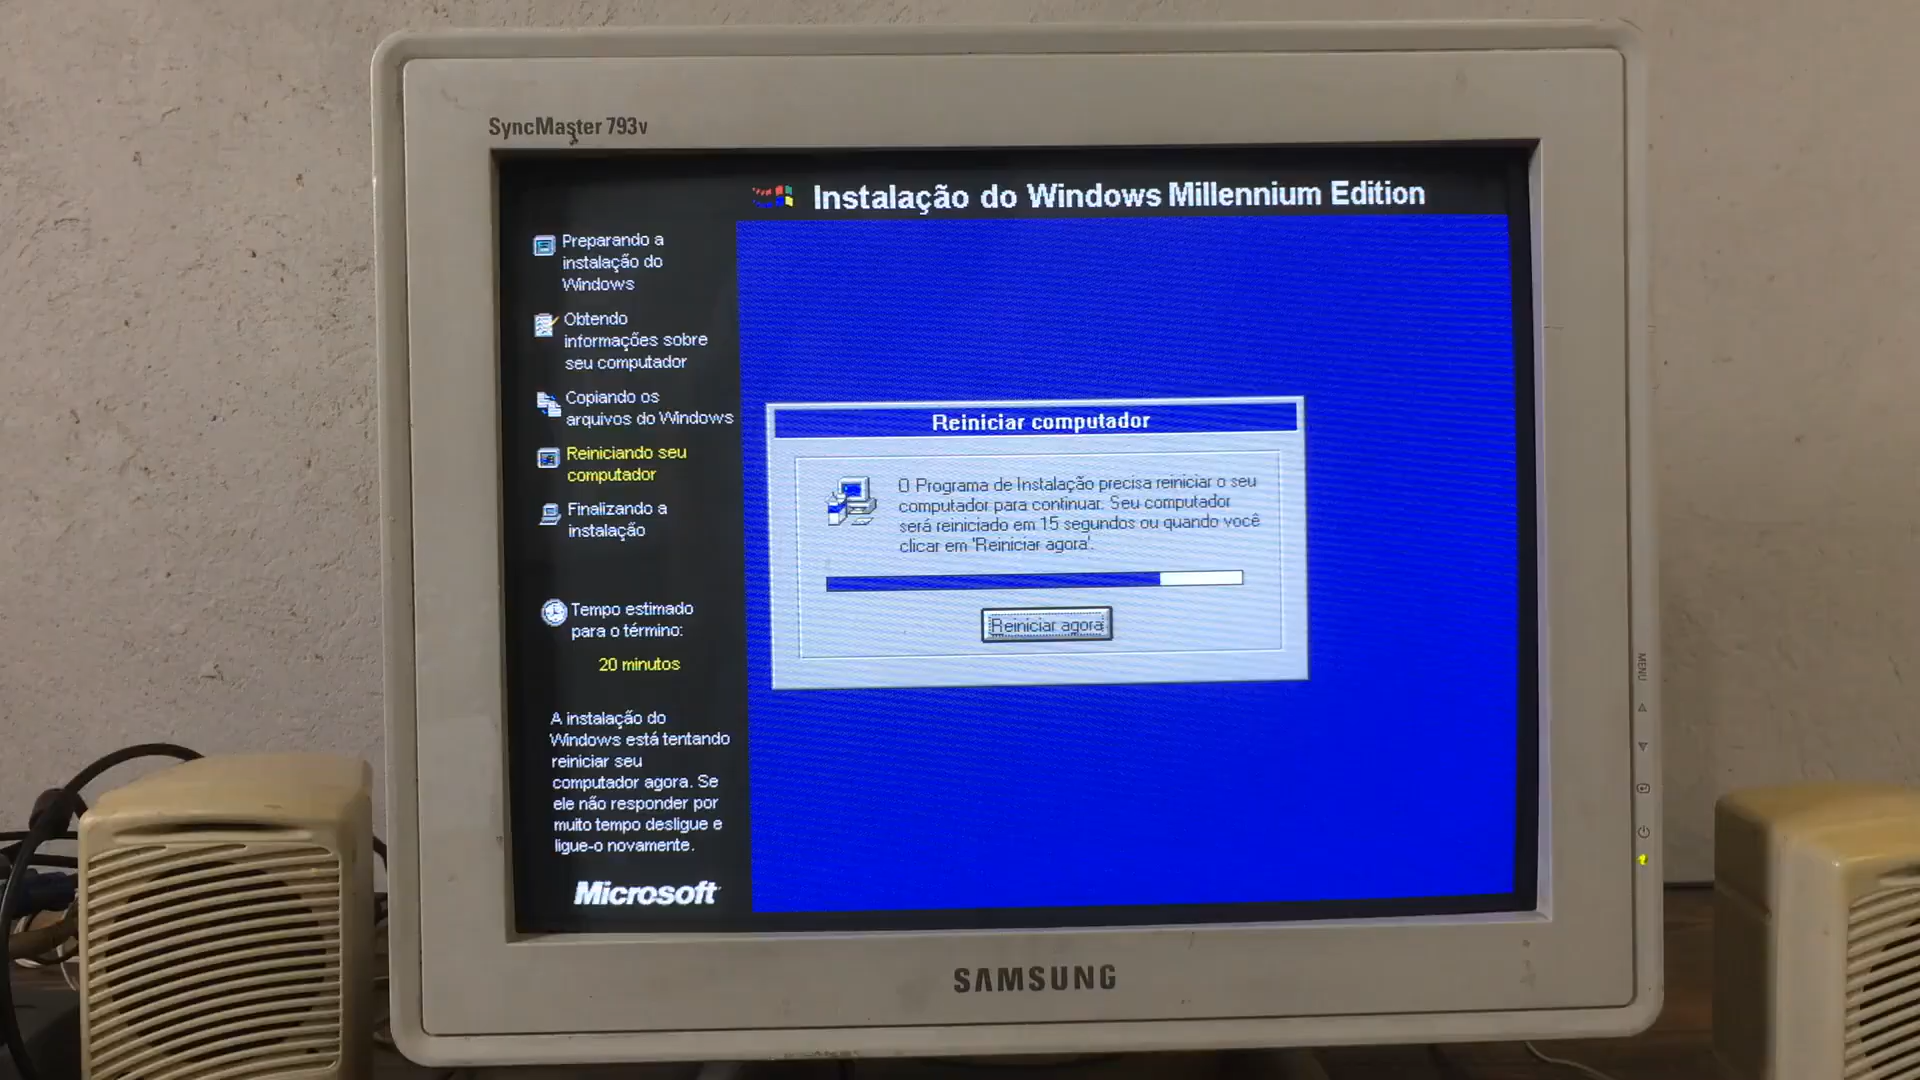 SyncMaster 793v
Instalação do Windows Millennium Edition
Preparando a
instalação do
Windows
Obtendo
informações sobre
seu computador
Copiando os
arquivos do Windows
Reiniciando seu
computador
Finalizando a
instalação
Tempo estimado
para o término:
20 minutos
A instalação do
Windows está tentando
reiniciar seu
computador agora. Se
ele não responder por
muito tempo desligue e
ligue-o novamente.
Microsoft
Reiniciar computador
O Programa de Instalação precisa reiniciar o seu
computador para continuar. Seu computador
será reiniciado em 15 segundos ou quando você
clicar em 'Reiniciar agora'.
Reiniciar agora
MENU
SAMSUNG